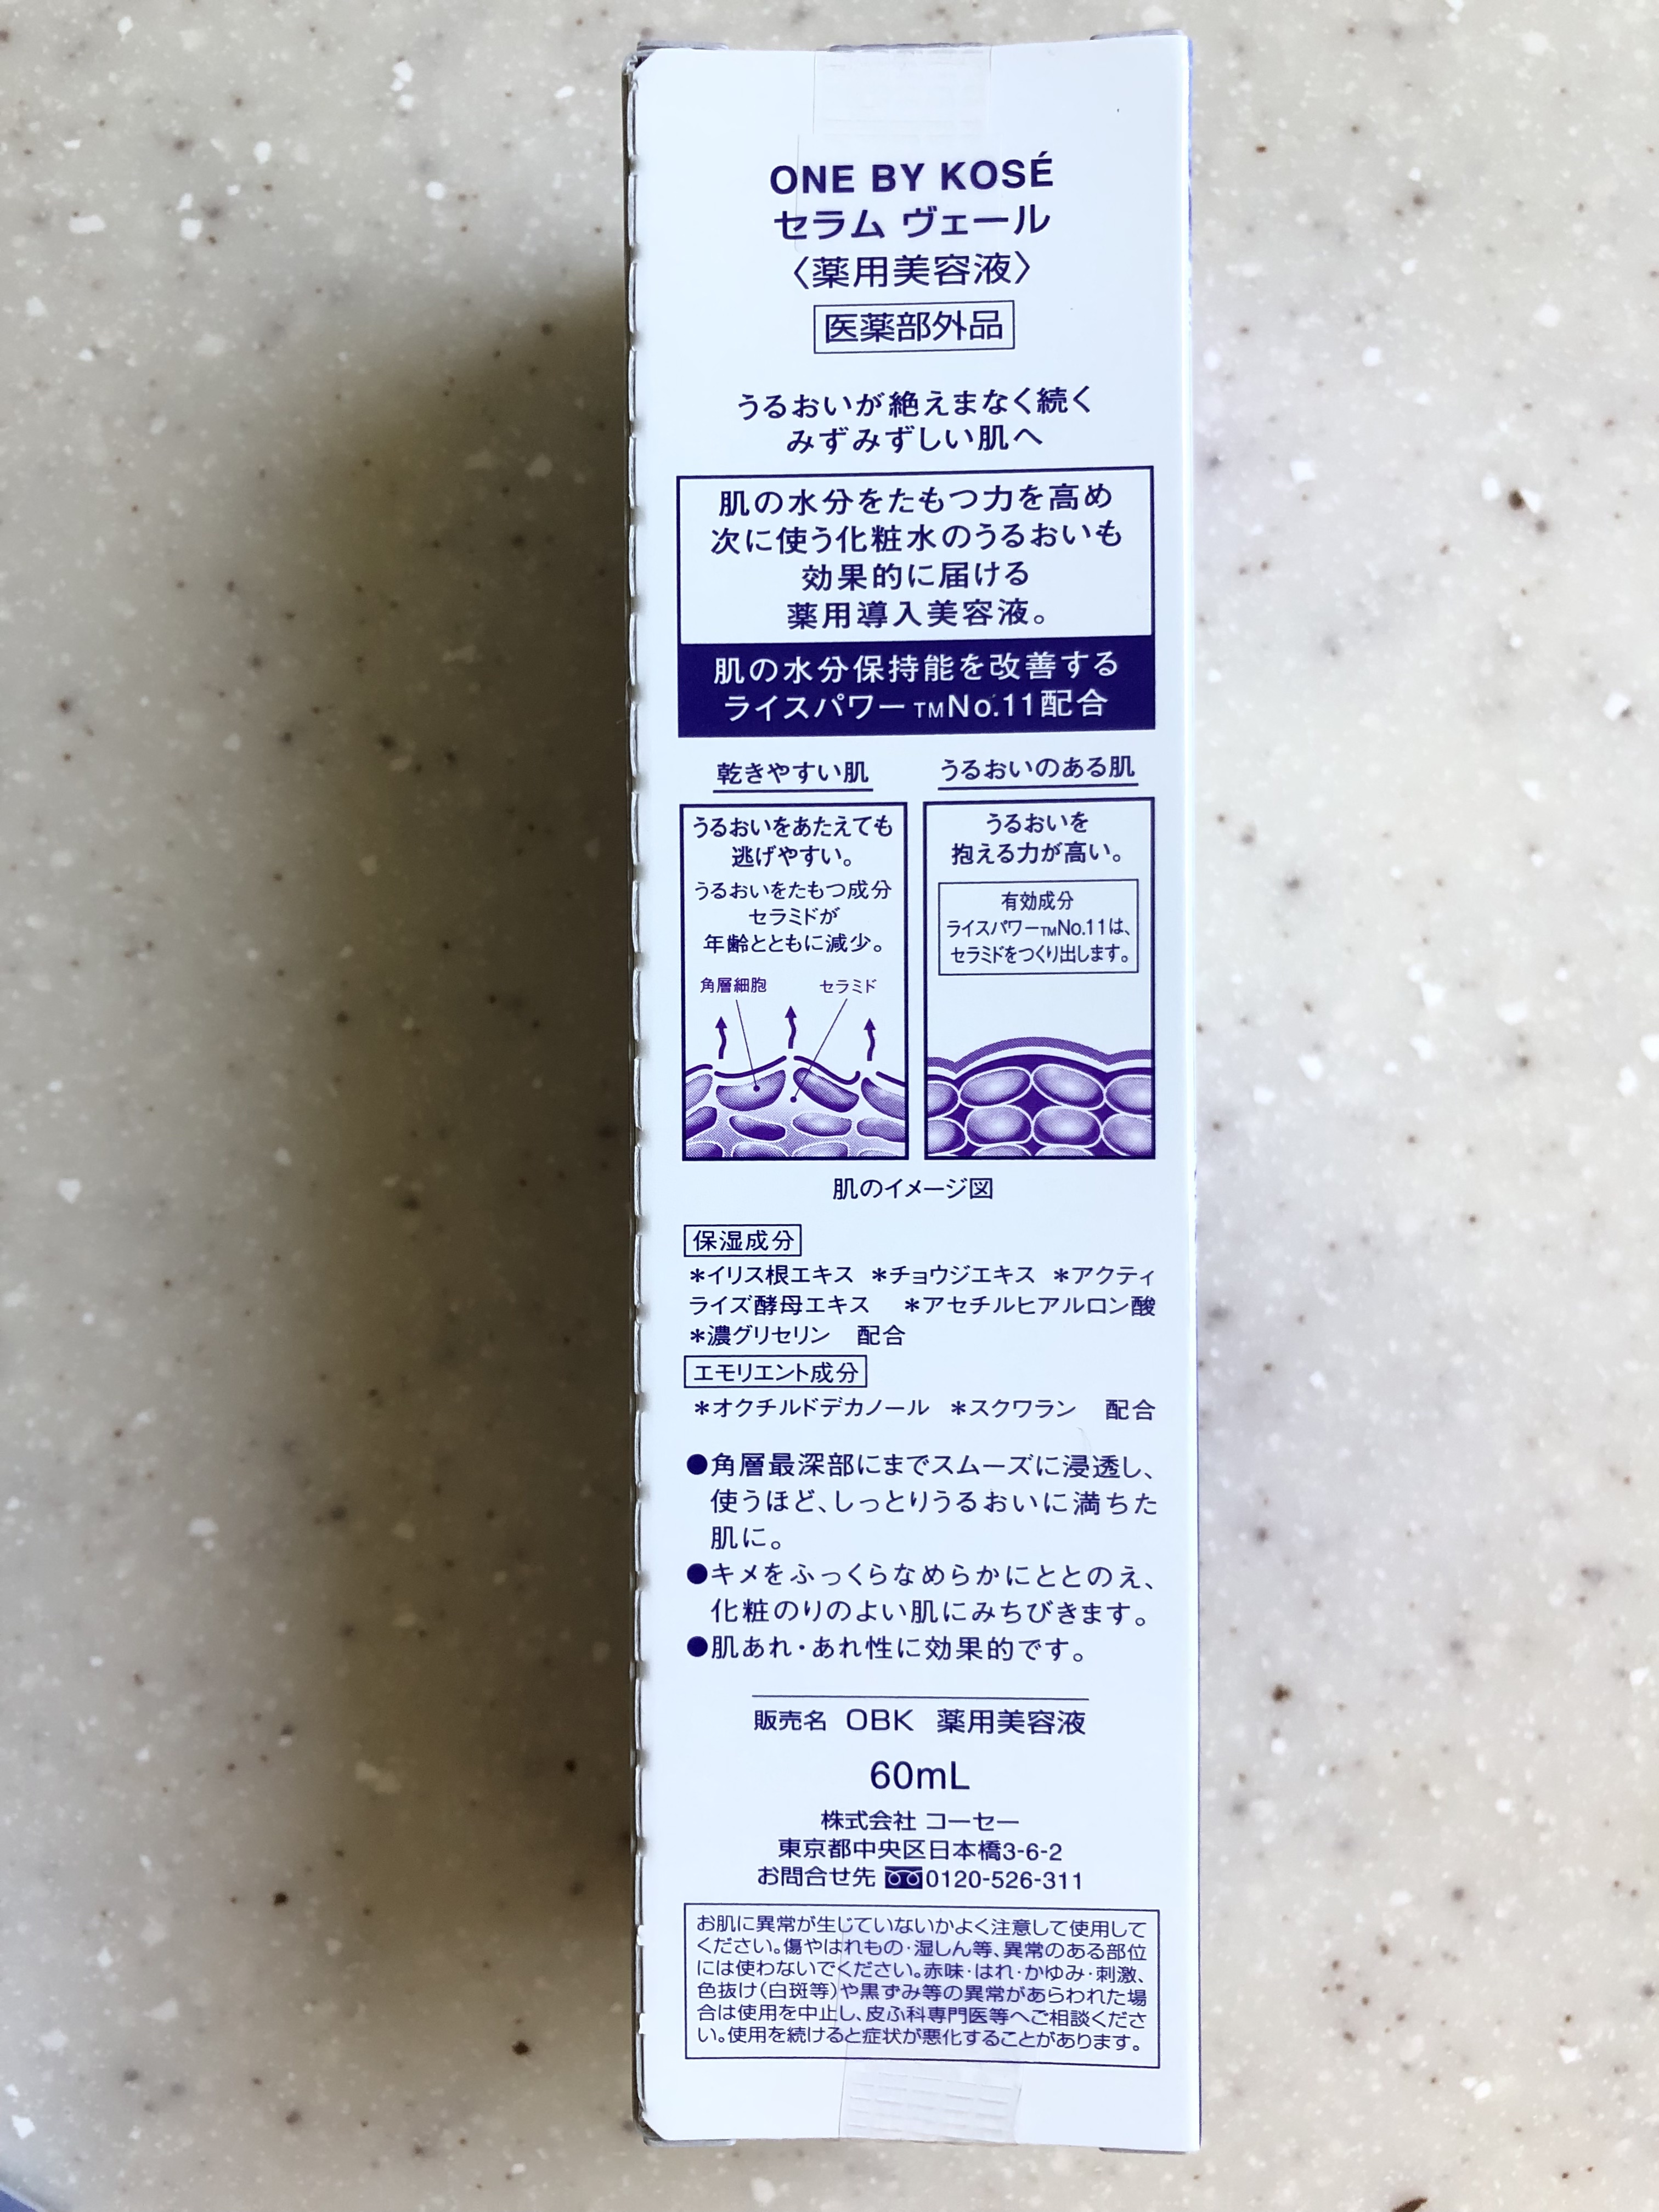 ONE BY KOSÉ
セラム ヴェール
〈薬用美容液〉
医薬部外品
うるおいが絶えまなく続く
みずみずしい肌へ
肌の水分をたもつ力を高め
次に使う化粧水のうるおいも
効果的に届ける
薬用導入美容液。
肌の水分保持能を改善する
ライスパワーTMNo.11配合
乾きやすい肌
うるおいをあたえても
逃げやすい。
うるおいをたもつ成分
セラミドが
年齢とともに減少。
角層細胞 セラミド
うるおいのある肌
うるおいを
抱える力が高い。
有効成分
ライスパワーTMNo.11は、
セラミドをつくり出します。
肌のイメージ図
保湿成分
＊イリス根エキス ＊チョウジエキス ＊アクティ
ライズ酵母エキス ＊アセチルヒアルロン酸
＊濃グリセリン 配合
エモリエント成分
＊オクチルドデカノール ＊スクワラン 配合
●角層最深部にまでスムーズに浸透し、
使うほど、しっとりうるおいに満ちた
肌に。
●キメをふっくらなめらかにととのえ、
化粧のりのよい肌にみちびきます。
●肌あれ・あれ性に効果的です。
販売名 OBK 薬用美容液
60mL
株式会社 コーセー
東京都中央区日本橋3-6-2
お問合せ先 0120-526-311
お肌に異常が生じていないかよく注意して使用して
ください。傷やはれもの・湿しん等、異常のある部位
には使わないでください。赤味・はれ・かゆみ・刺激、
色抜け（白斑等）や黒ずみ等の異常があらわれた場
合は使用を中止し、皮ふ科専門医等へご相談くださ
い。使用を続けると症状が悪化することがあります。